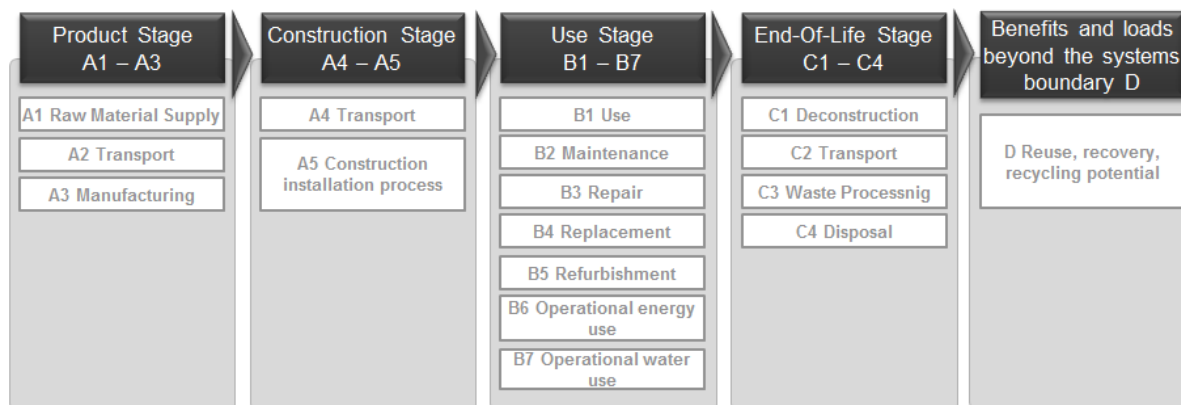 Product Stage
A1 – A3
A1 Raw Material Supply
A2 Transport
A3 Manufacturing
Construction Stage
A4 – A5
A4 Transport
A5 Construction
installation process
Use Stage
B1 – B7
B1 Use
B2 Maintenance
B3 Repair
B4 Replacement
B5 Refurbishment
B6 Operational energy
use
B7 Operational water
use
End-Of-Life Stage
C1 – C4
C1 Deconstruction
C2 Transport
C3 Waste Processnig
C4 Disposal
Benefits and loads
beyond the systems
boundary D
D Reuse, recovery,
recycling potential